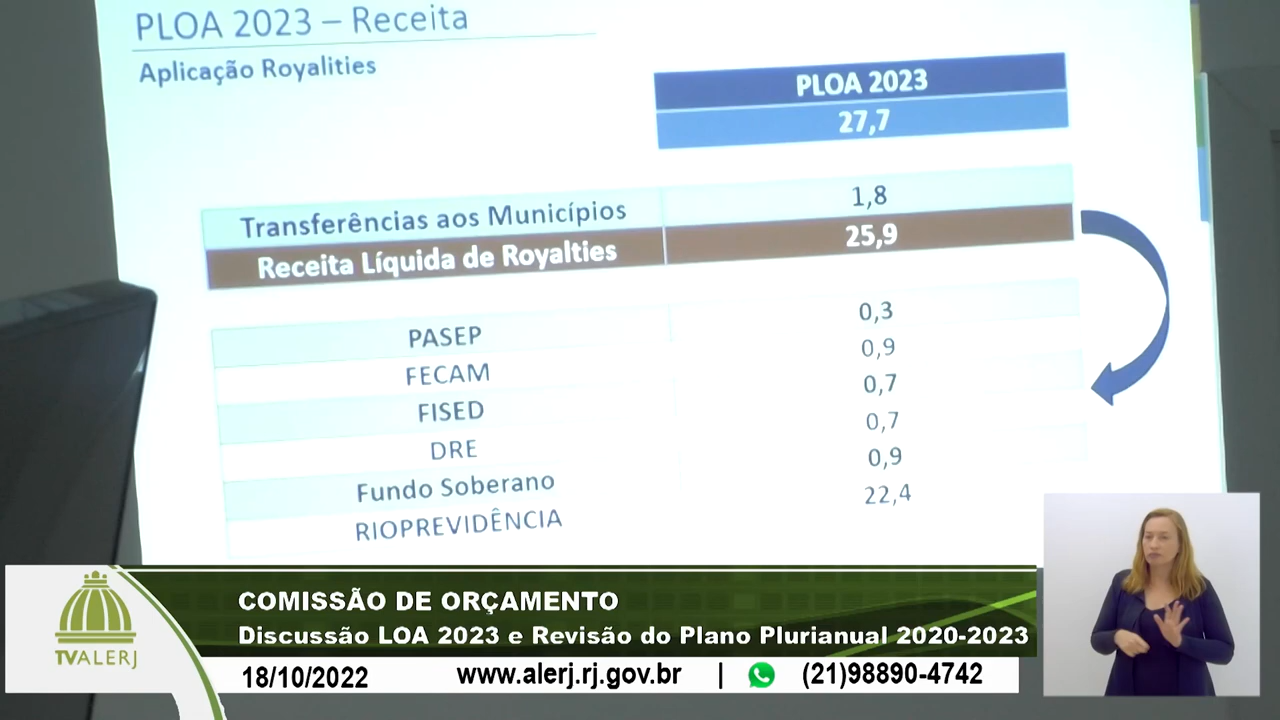 PLOA 2023 – Receita
Aplicação Royalities
PLOA 2023
27,7
Transferências aos Municípios 1,8
Receita Líquida de Royalties 25,9
PASEP 0,3
FECAM 0,9
FISED 0,7
DRE 0,7
Fundo Soberano 0,9
RIOPREVIDÊNCIA 22,4
COMISSÃO DE ORÇAMENTO
Discussão LOA 2023 e Revisão do Plano Plurianual 2020-2023
TVALERJ
18/10/2022 www.alerj.rj.gov.br | (21)98890-4742